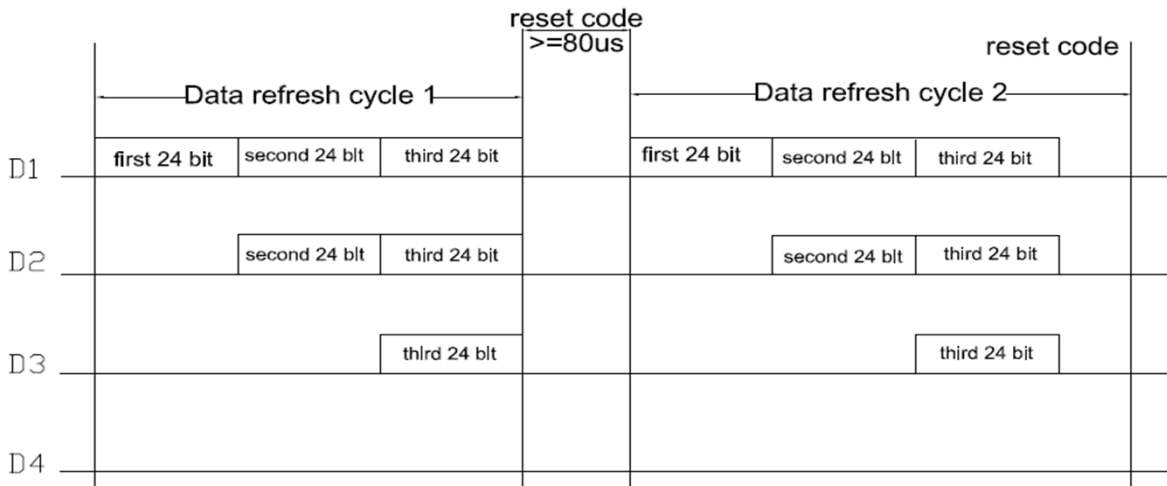 reset code
>=80us
reset code
Data refresh cycle 1
Data refresh cycle 2
D1 first 24 bit second 24 blt third 24 bit first 24 bit second 24 blt third 24 bit
D2 second 24 blt third 24 bit second 24 blt third 24 bit
D3 thlrd 24 blt third 24 bit
D4